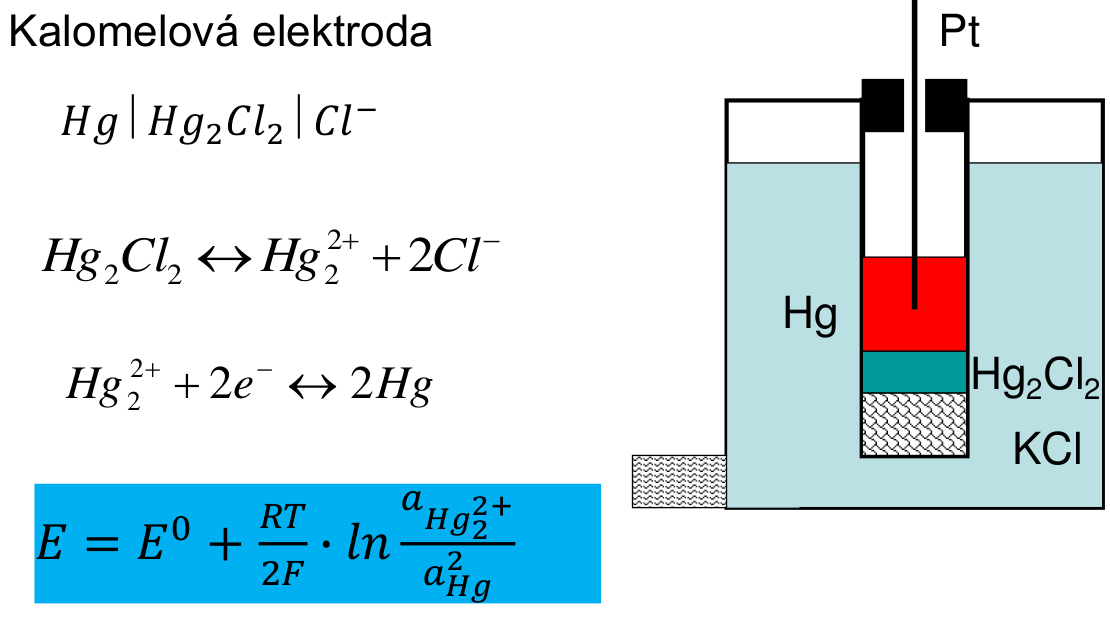 Kalomelová elektroda
Hg|Hg₂Cl₂|Cl⁻
Hg₂Cl₂ ↔ Hg₂²⁺ + 2Cl⁻
Hg₂²⁺ + 2e⁻ ↔ 2Hg
E = E⁰ + RT/2F · ln a_Hg₂²⁺/a²_Hg
Pt
Hg
Hg₂Cl₂
KCl